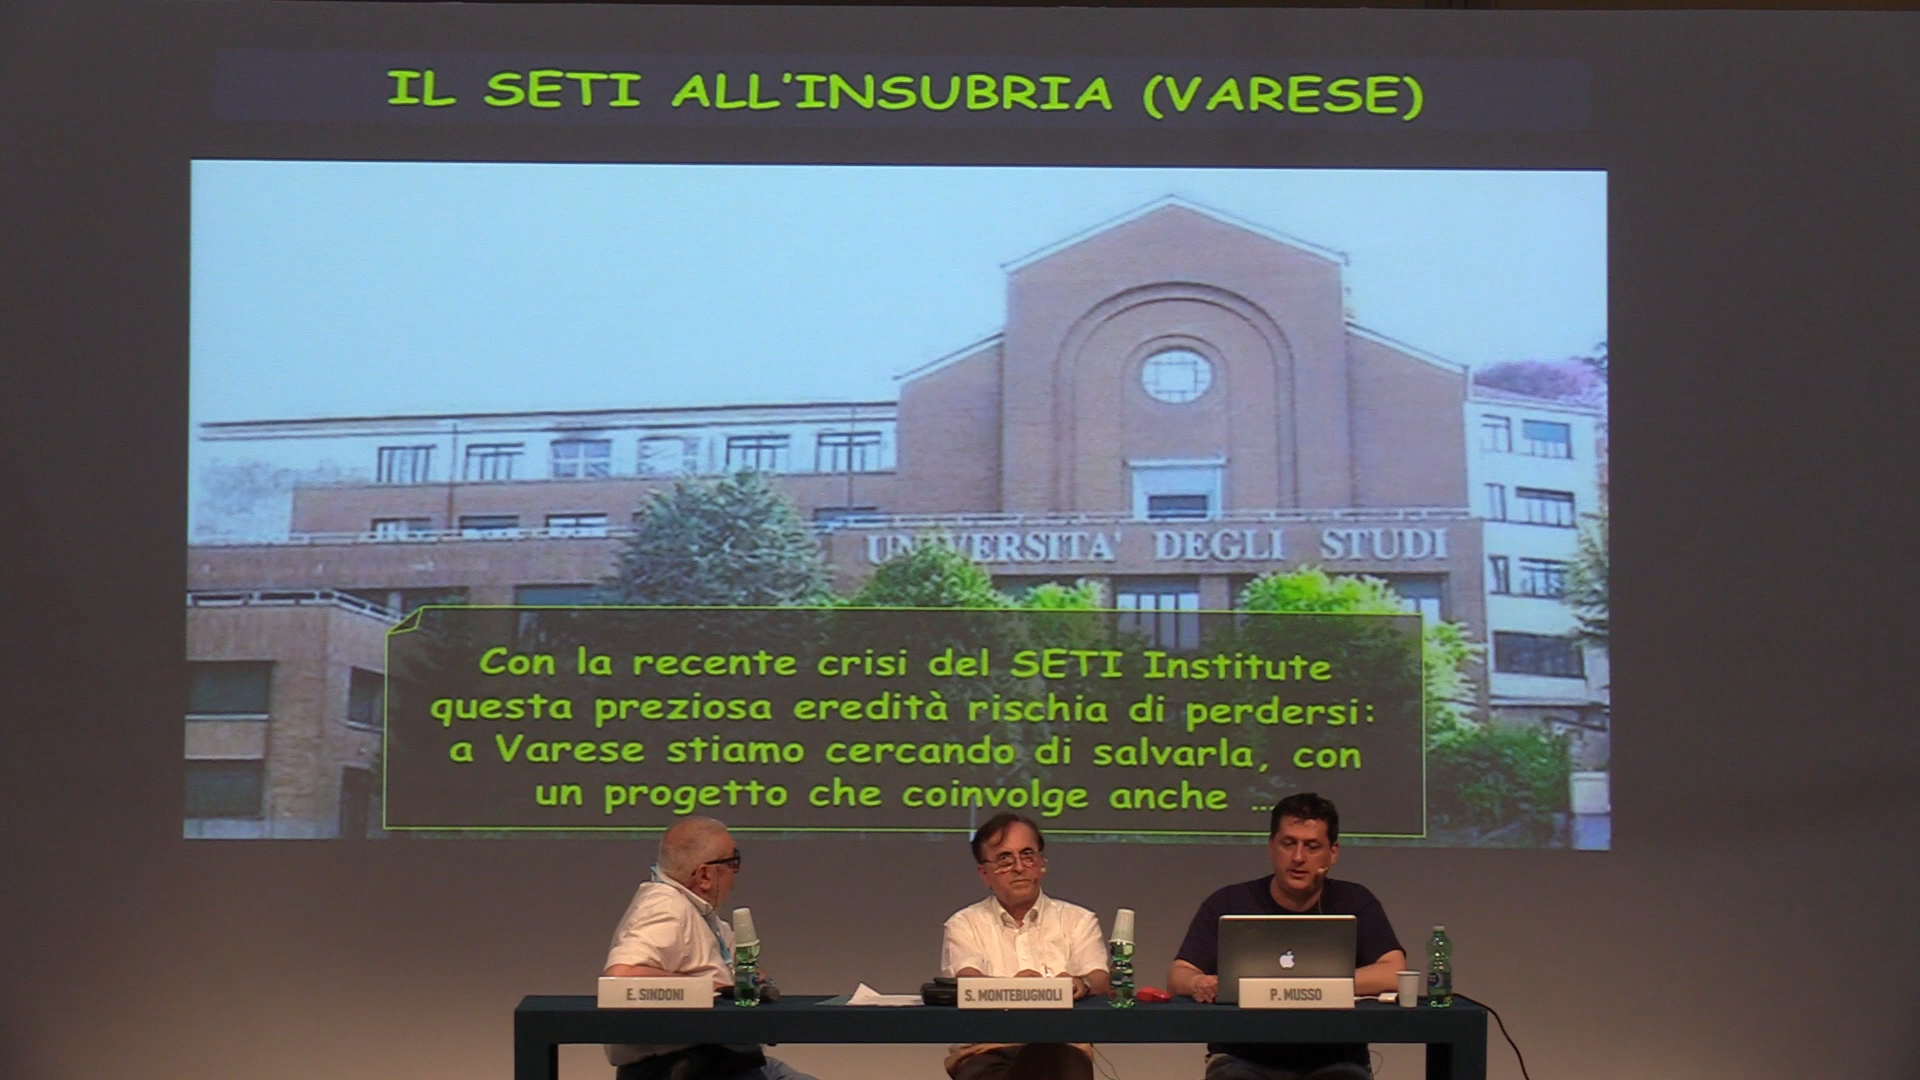 IL SETI ALL'INSUBRIA (VARESE)
UNIVERSITA' DEGLI STUDI
Con la recente crisi del SETI Institute
questa preziosa eredità rischia di perdersi:
a Varese stiamo cercando di salvarla, con
un progetto che coinvolge anche ...
E. SINDONI
S. MONTEBUGNOLI
P. MUSSO